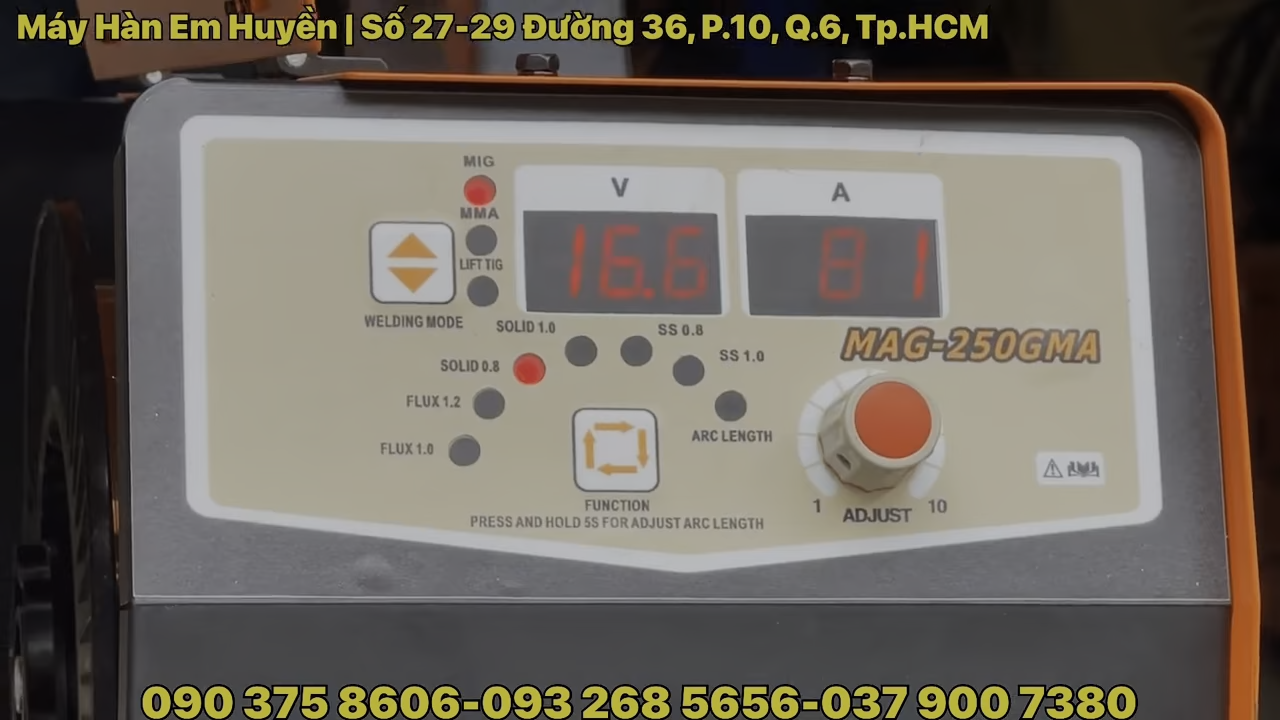 Máy Hàn Em Huyền | Số 27-29 Đường 36, P.10, Q.6, Tp.HCM
MIG
MMA
LIFT TIG
WELDING MODE
V
16.6
A
81
MAG-250GMA
SOLID 1.0
SS 0.8
SOLID 0.8
SS 1.0
FLUX 1.2
FLUX 1.0
ARC LENGTH
FUNCTION
PRESS AND HOLD 5S FOR ADJUST ARC LENGTH
1 ADJUST 10
090 375 8606-093 268 5656-037 900 7380